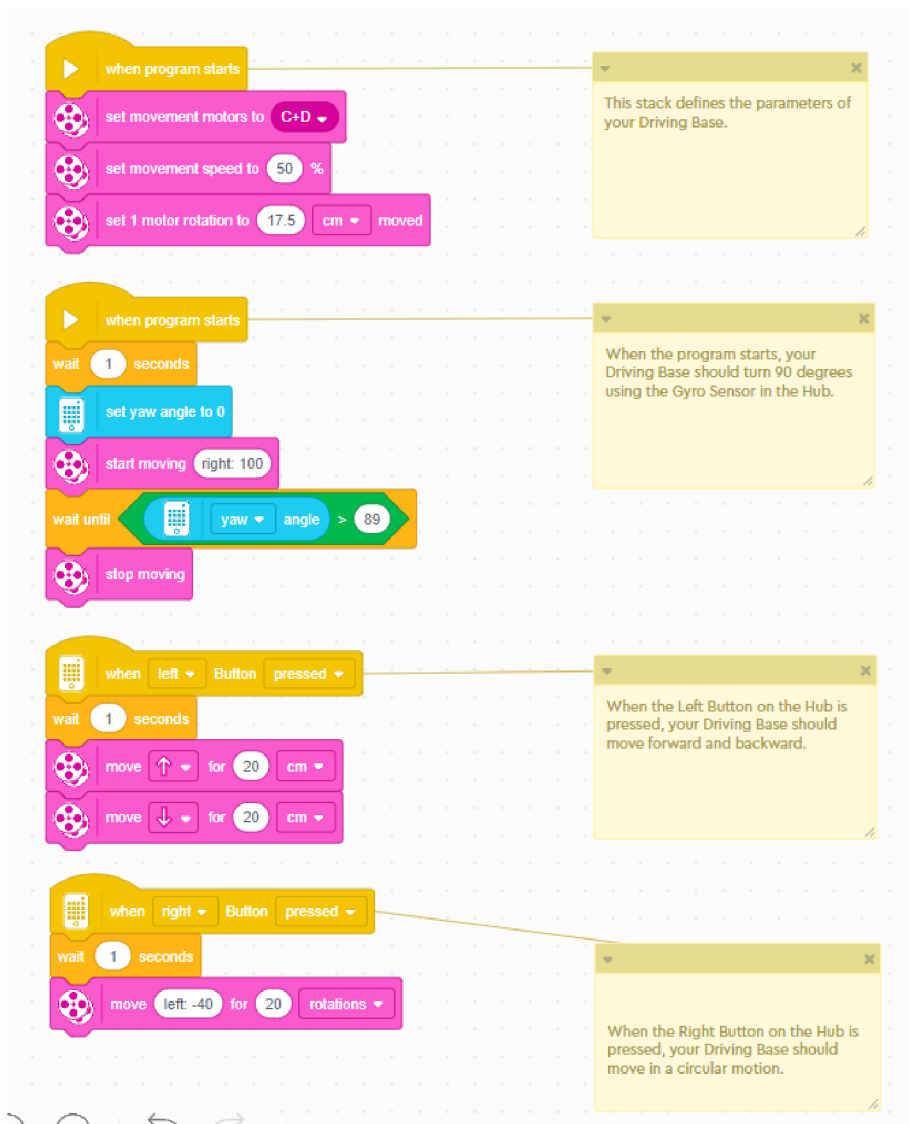 when program starts
This stack defines the parameters of
your Driving Base.
set movement motors to C+D
set movement speed to 50 %
set 1 motor rotation to 17.5 cm moved
when program starts
When the program starts, your
Driving Base should turn 90 degrees
using the Gyro Sensor in the Hub.
wait 1 seconds
set yaw angle to 0
start moving right: 100
wait until yaw angle > 89
stop moving
when left Button pressed
When the Left Button on the Hub is
pressed, your Driving Base should
move forward and backward.
wait 1 seconds
move ↑ for 20 cm
move ↓ for 20 cm
when right Button pressed
wait 1 seconds
move left: -40 for 20 rotations
When the Right Button on the Hub is
pressed, your Driving Base should
move in a circular motion.